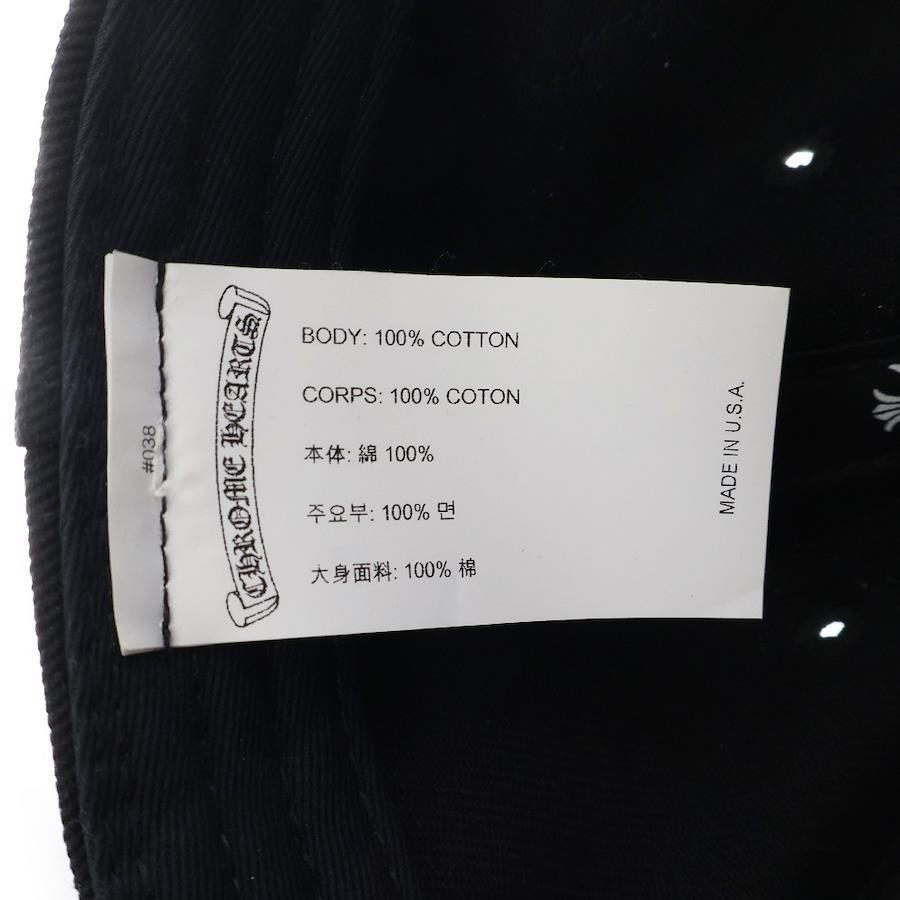 #038
CHROME HEARTS
BODY: 100% COTTON
CORPS: 100% COTON
本体: 綿 100%
주요부: 100% 면
大身面料: 100% 棉
MADE IN U.S.A.